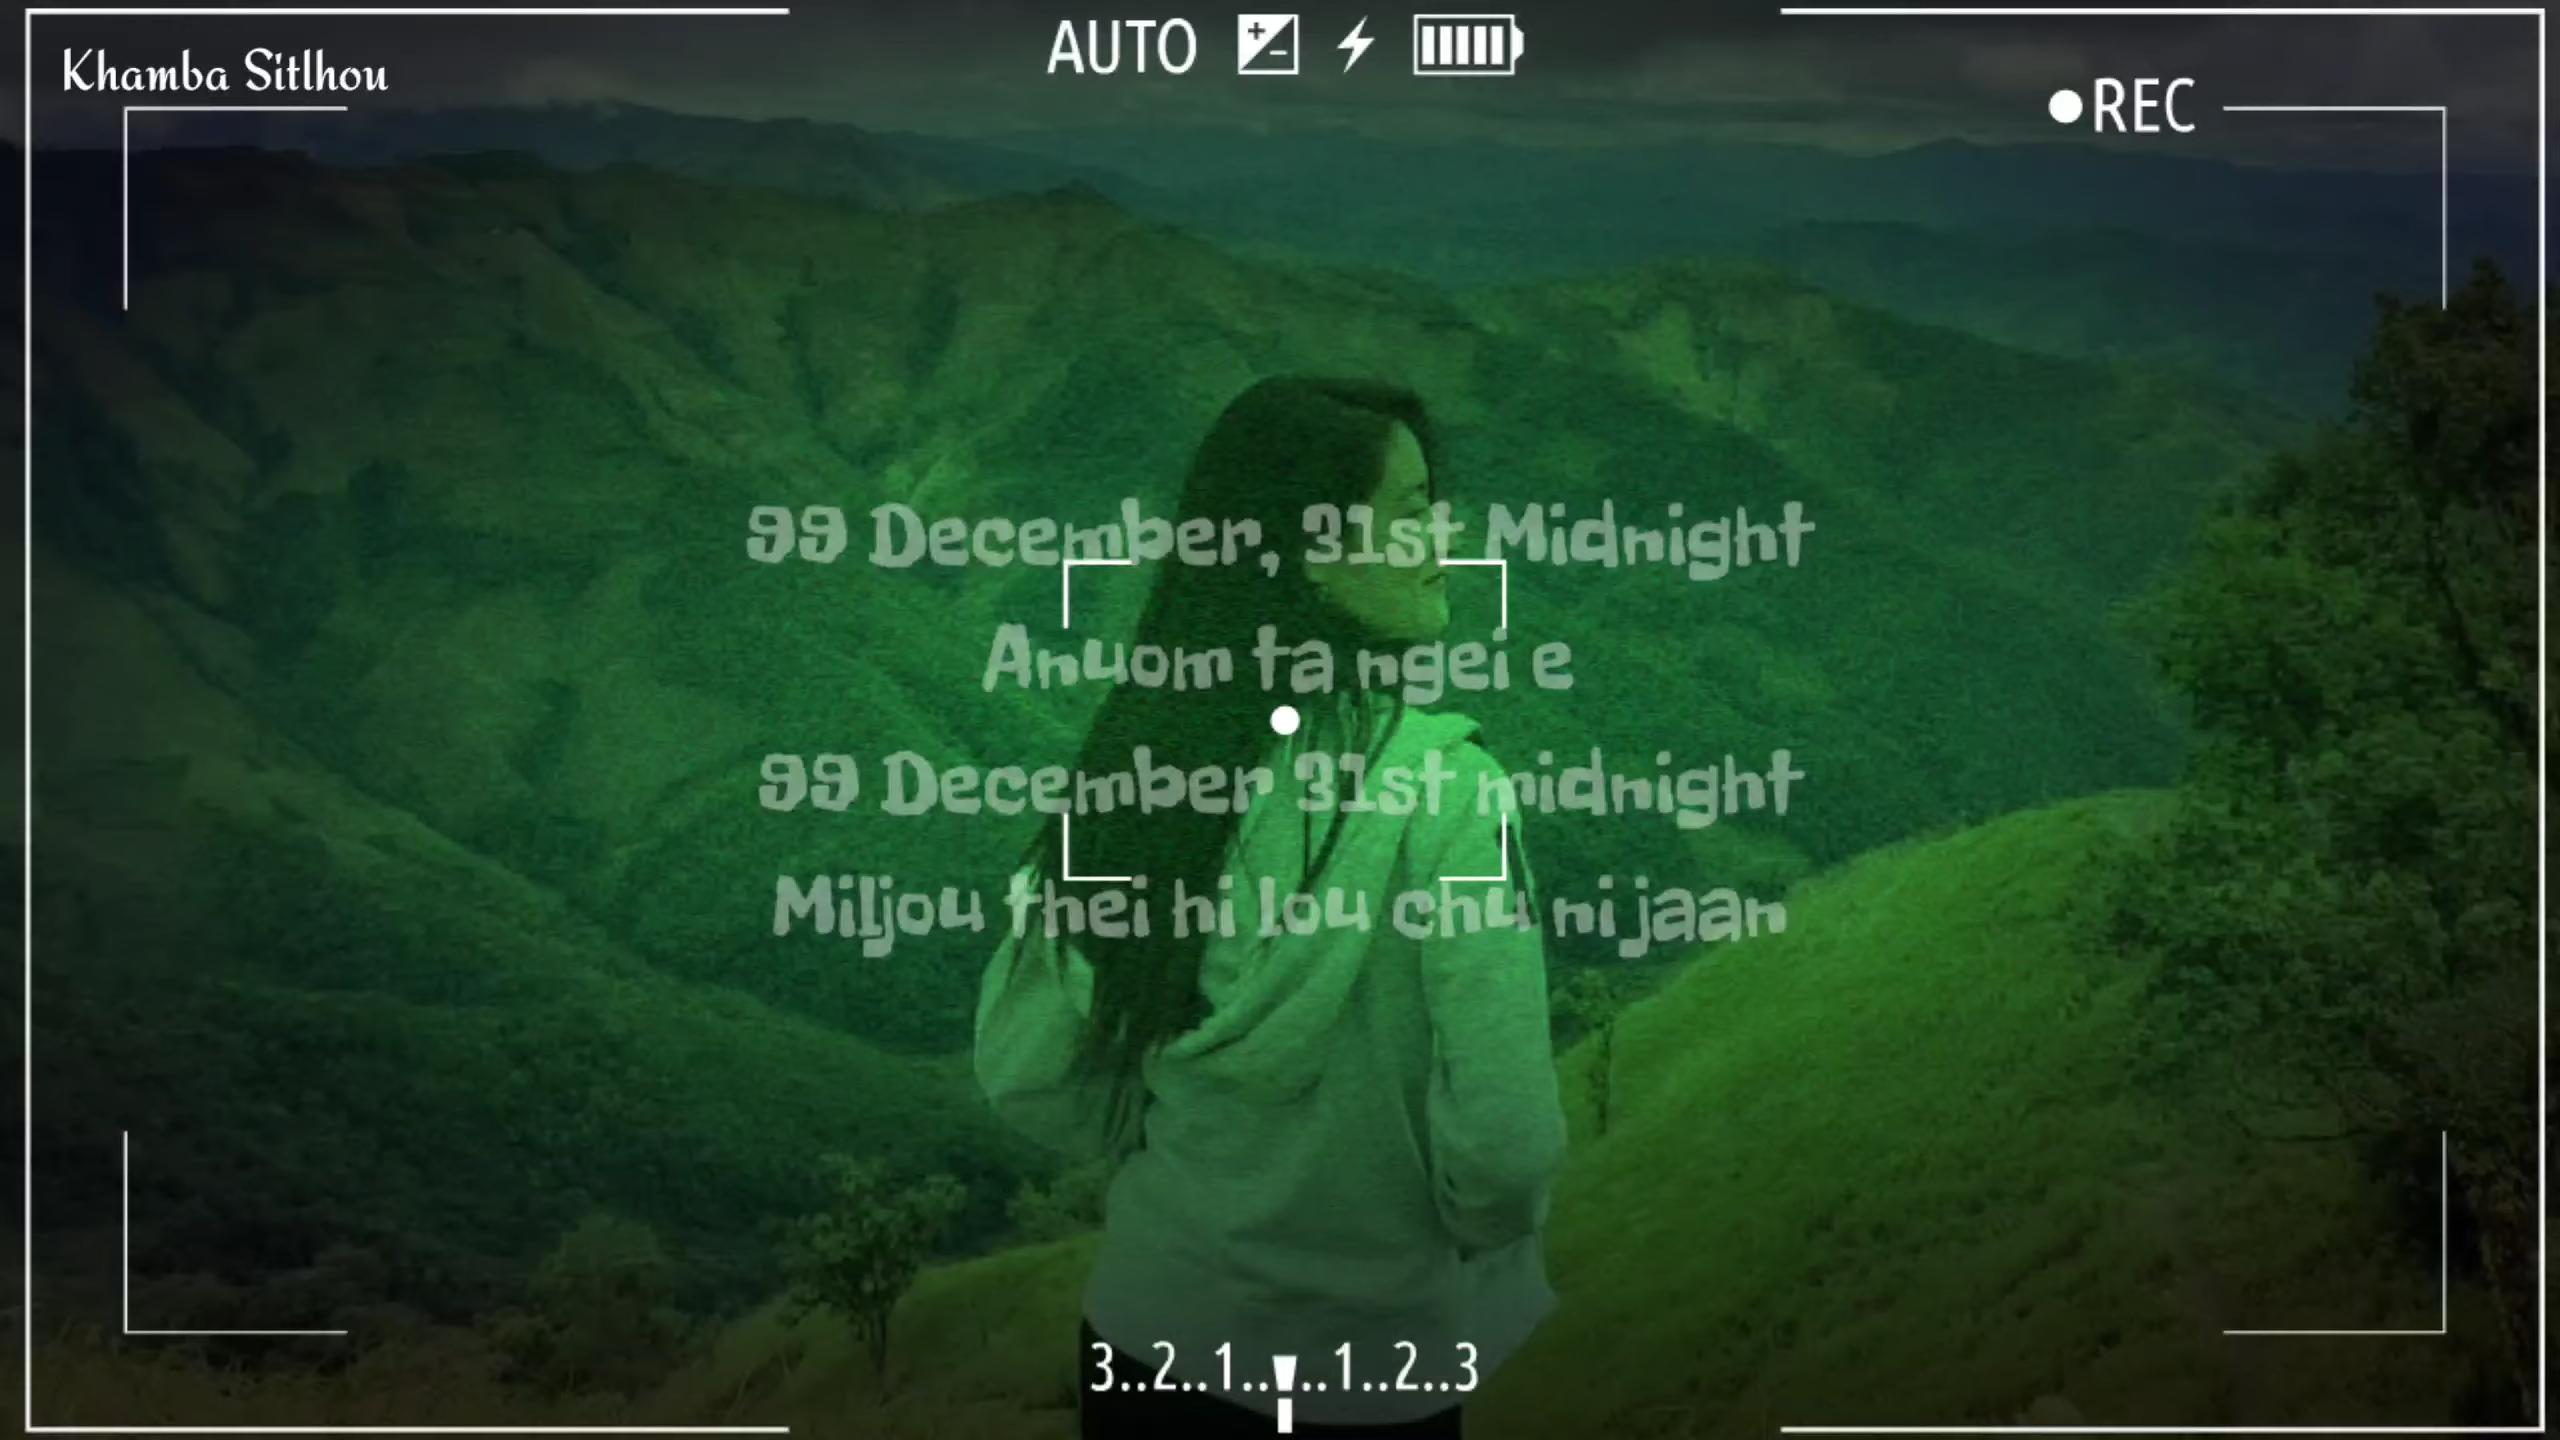 AUTO
Khamba Sitlhou
REC
99 December, 31st Midnight
Anuom ta ngei e
99 December 31st midnight
Miljou thei hi lou chu ni jaan
3..2..1.. ..1..2..3